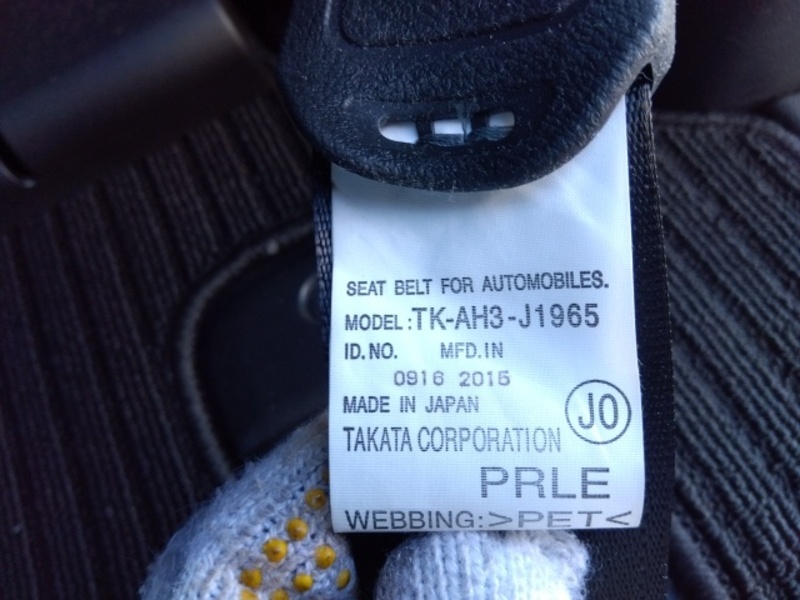 SEAT BELT FOR AUTOMOBILES.
MODEL:TK-AH3-J1965
ID.NO. MFD.IN
0916 2015
MADE IN JAPAN
JO
TAKATA CORPORATION
PRLE
WEBBING:>PET<